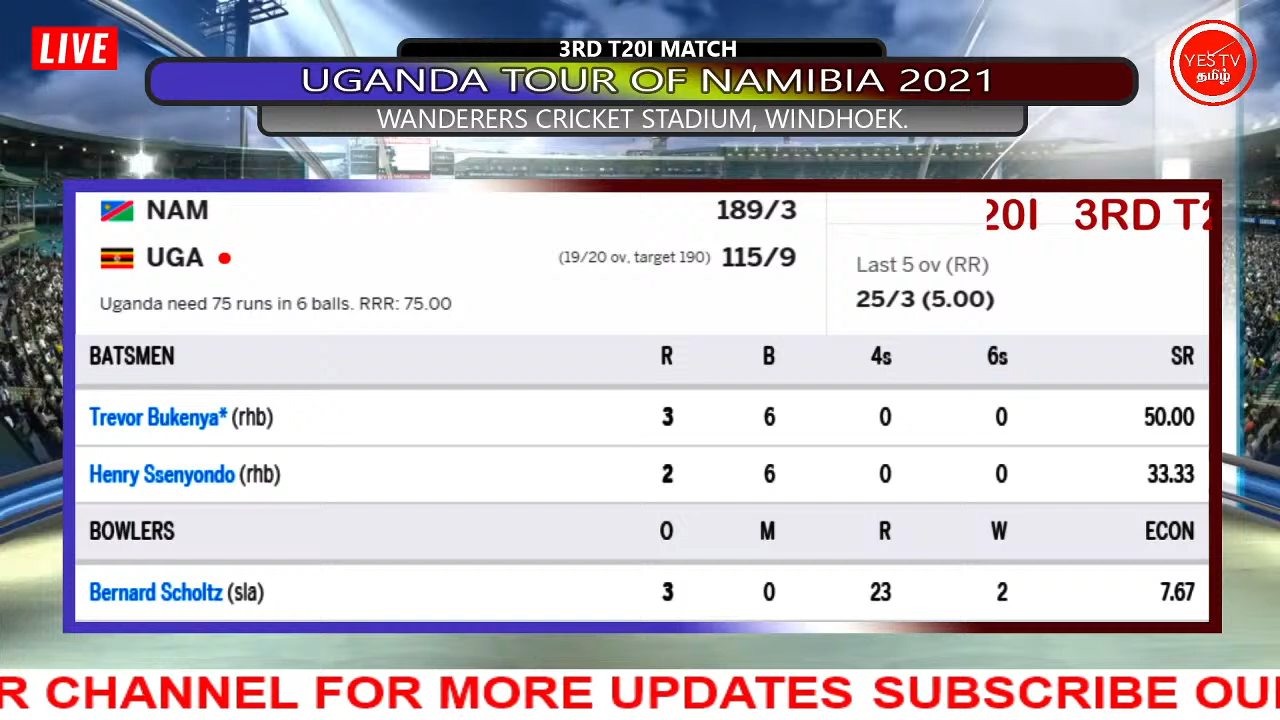 LIVE
3RD T20I MATCH
UGANDA TOUR OF NAMIBIA 2021
WANDERERS CRICKET STADIUM, WINDHOEK.
YES TV
தமிழ்
NAM 189/3
20I 3RD T2
UGA (19/20 ov, target 190) 115/9
Last 5 ov (RR)
25/3 (5.00)
Uganda need 75 runs in 6 balls. RRR: 75.00
BATSMEN R B 4s 6s SR
Trevor Bukenya* (rhb) 3 6 0 0 50.00
Henry Ssenyondo (rhb) 2 6 0 0 33.33
BOWLERS O M R W ECON
Bernard Scholtz (sla) 3 0 23 2 7.67
R CHANNEL FOR MORE UPDATES SUBSCRIBE OU